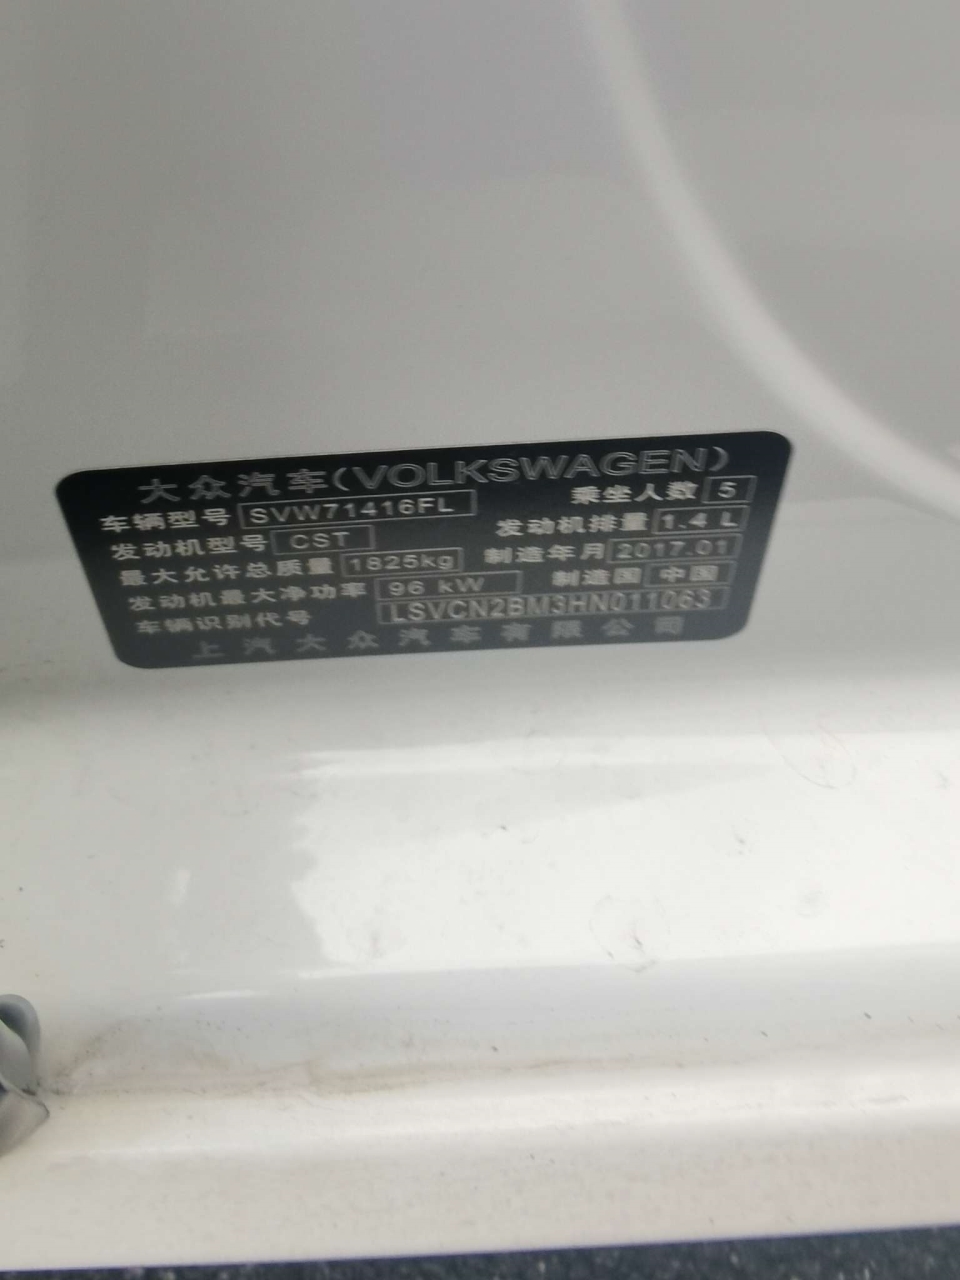 大众汽车(VOLKSWAGEN)
车辆型号 SVW71416FL 乘坐人数 5
发动机型号 CST 发动机排量 1.4 L
最大允许总质量 1825kg 制造年月 2017.01
发动机最大净功率 96 kW 制造国 中国
车辆识别代号 LSVCN2BM3HN011063
上汽大众汽车有限公司